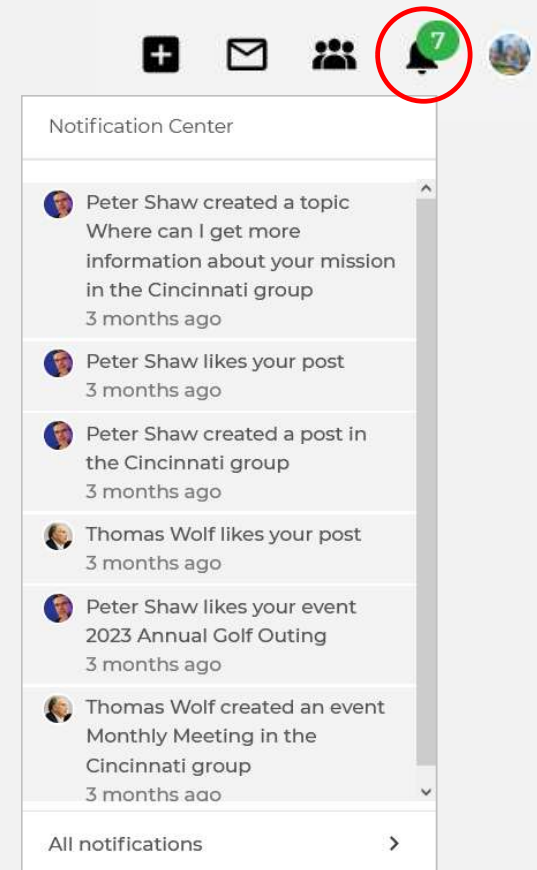 7
Notification Center
Peter Shaw created a topic
Where can I get more
information about your mission
in the Cincinnati group
3 months ago
Peter Shaw likes your post
3 months ago
Peter Shaw created a post in
the Cincinnati group
3 months ago
Thomas Wolf likes your post
3 months ago
Peter Shaw likes your event
2023 Annual Golf Outing
3 months ago
Thomas Wolf created an event
Monthly Meeting in the
Cincinnati group
3 months ago
All notifications